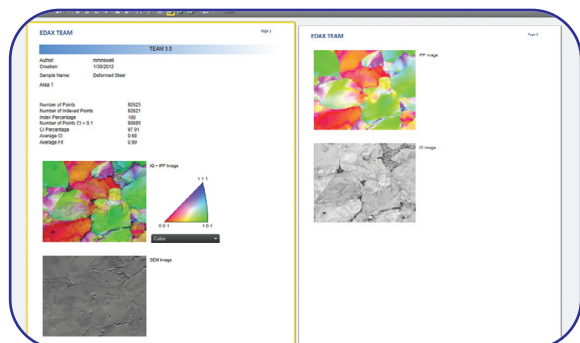 EDAX TEAM
Page 1
TEAM 3.0
Author:
mmnowell
Creation:
1/30/2012
Sample Name:
Deformed Steel
Area 1
Number of Points
Number of Indexed Points
Index Percentage
100
Number of Points CI > 0.1
CI Percentage
97.91
Average CI
Average Fit
IQ + IPF Image
1 1 1
0 0 1
1 0 1
Cubic
SEM Image
EDAX TEAM
IPF Image
IQ Image